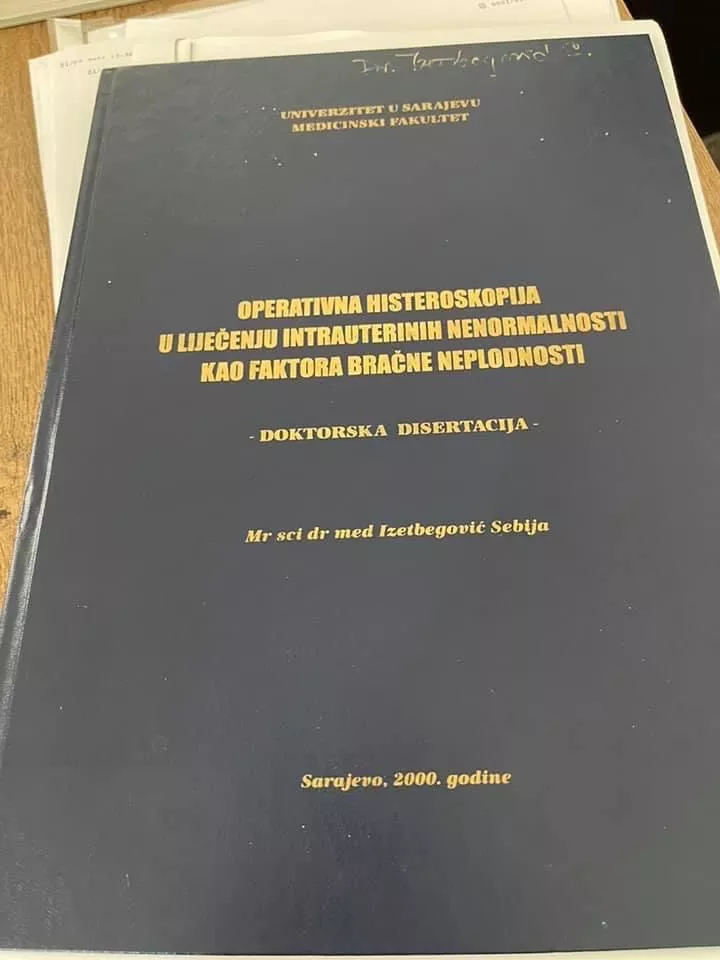 UNIVERZITET U SARAJEVU
MEDICINSKI FAKULTET
OPERATIVNA HISTEROSKOPIJA
U LIJEČENJU INTRAUTERINIH NENORMALNOSTI
KAO FAKTORA BRAČNE NEPLODNOSTI
- DOKTORSKA DISERTACIJA -
Mr sci dr med Izetbegović Sebija
Sarajevo, 2000. godine